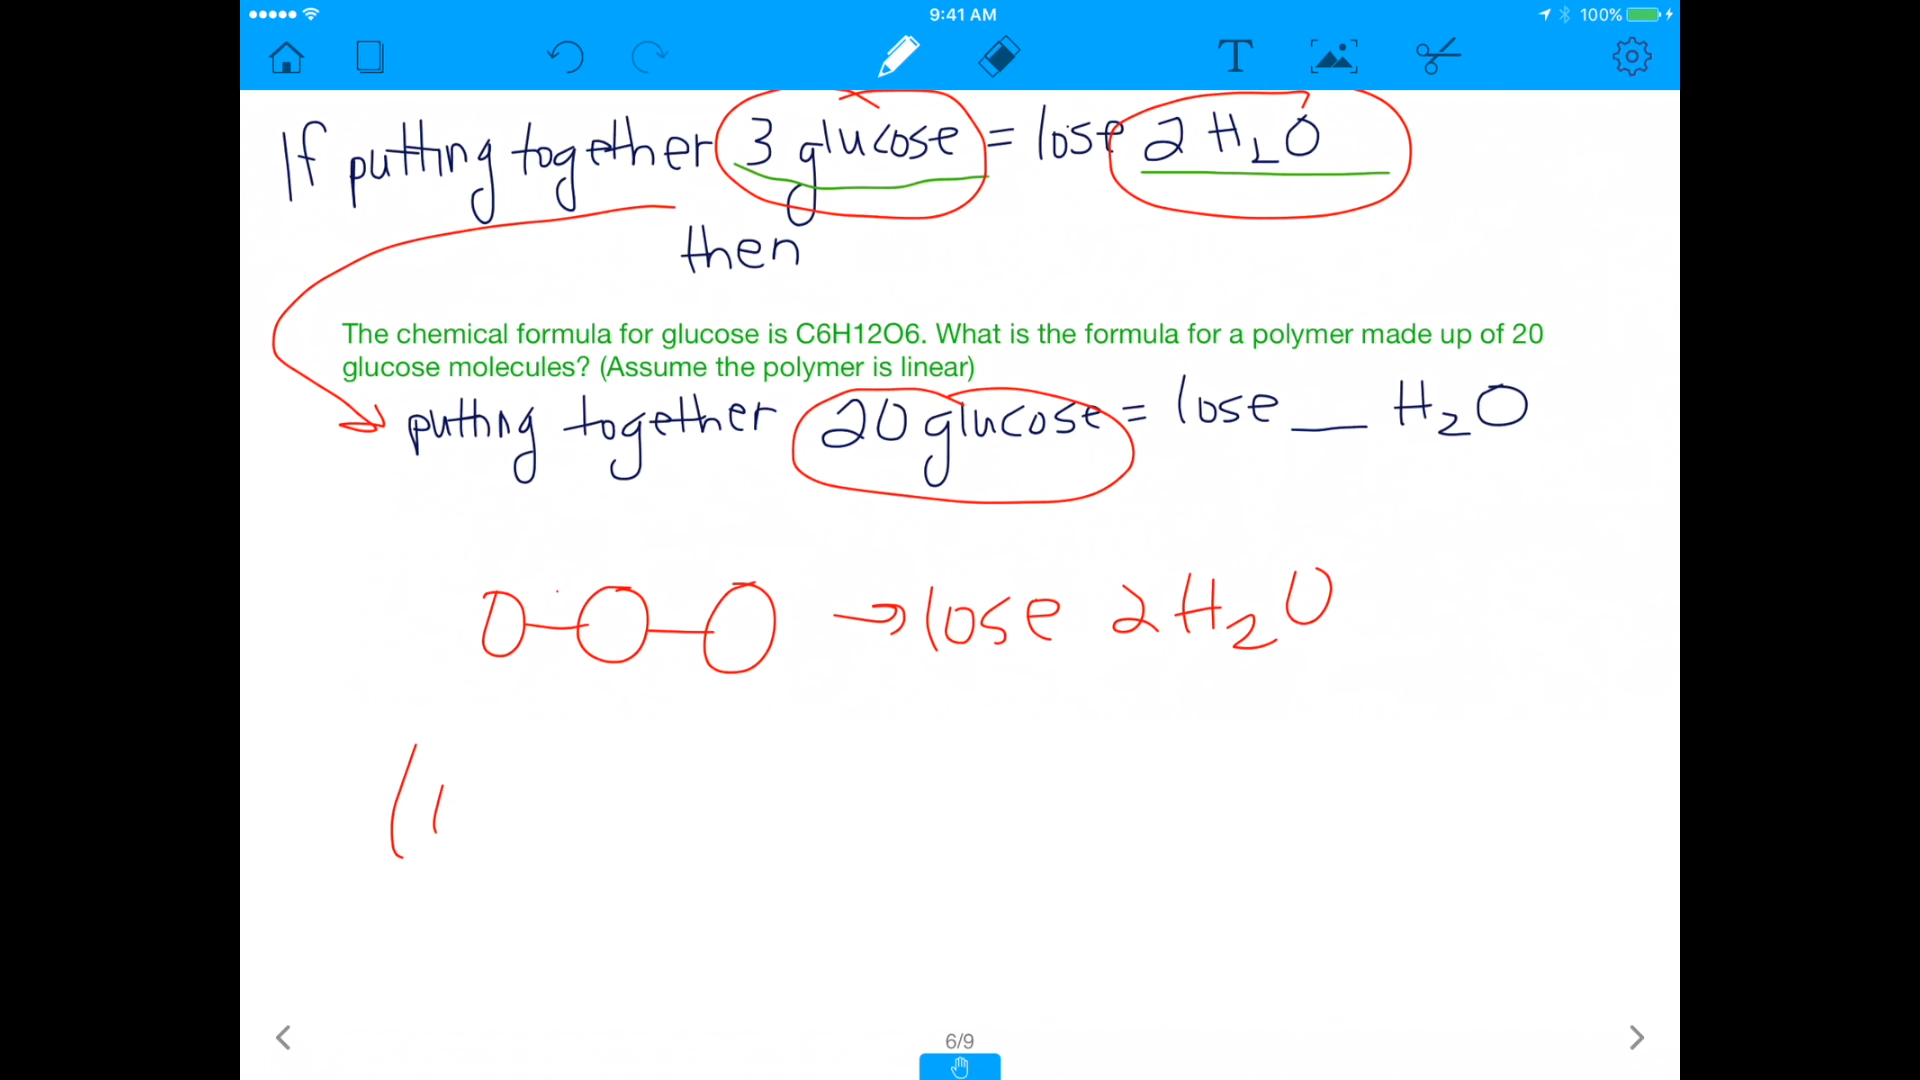 9:41 AM
100%
T
If putting together 3 glucose = lose 2 H2O
then
The chemical formula for glucose is C6H12O6. What is the formula for a polymer made up of 20
glucose molecules? (Assume the polymer is linear)
putting together 20 glucose = lose __ H2O
O-O-O → lose 2 H2O
6/9